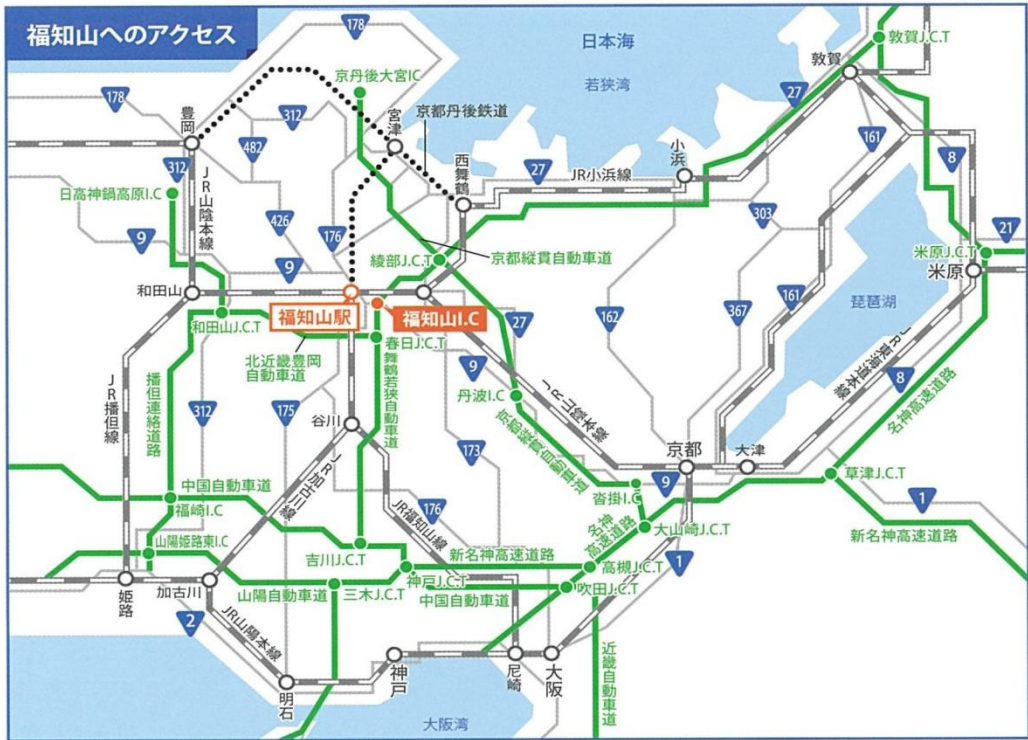 福知山へのアクセス
178
日本海
若狭湾
敦賀J.C.T
敦賀
京丹後大宮IC
27
178
豊岡
312
宮津
京都丹後鉄道
161
482
小浜
8
西舞鶴
27
JR小浜線
312
日高神鍋高原I.C
JR山陰本線
426
176
303
21
9
9
綾部J.C.T
京都縦貫自動車道
米原J.C.T
米原
和田山
161
琵琶湖
福知山駅
福知山I.C
162
367
和田山J.C.T
春日J.C.T
27
北近畿豊岡
自動車道
舞鶴若狭自動車道
9
JR東海道本線
8
JR播但線
播但連絡道路
丹波I.C
JR山陰本線
名神高速道路
312
175
谷川
京都縦貫自動車道
173
京都
大津
JR加古川線
9
草津J.C.T
中国自動車道
沓掛I.C
1
福崎I.C
JR福知山線
176
名神
高速道路
大山崎J.C.T
新名神高速道路
山陽姫路東I.C
吉川J.C.T
新名神高速道路
1
高槻J.C.T
神戸J.C.T
姫路
加古川
山陽自動車道
三木J.C.T
中国自動車道
吹田J.C.T
2
JR山陽本線
神戸
尼崎
大阪
近畿自動車道
明石
大阪湾